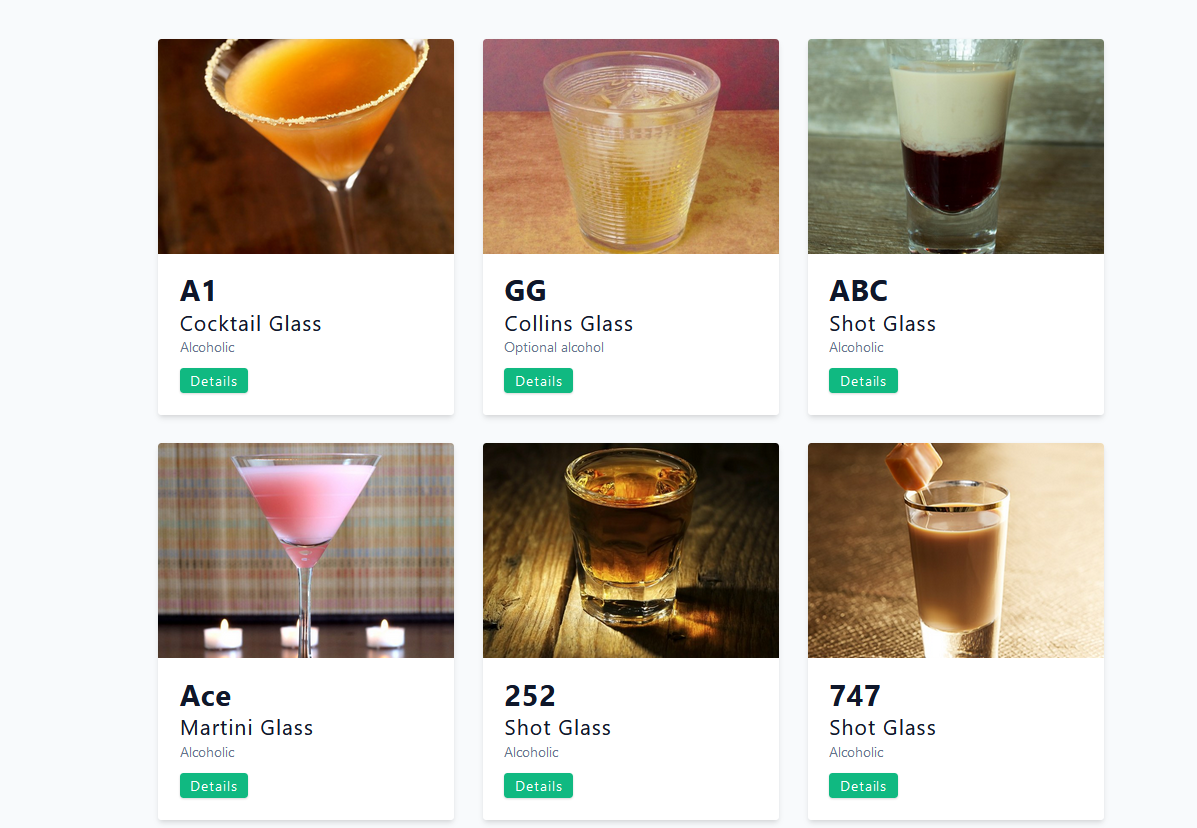 A1
Cocktail Glass
Alcoholic
Details
GG
Collins Glass
Optional alcohol
Details
ABC
Shot Glass
Alcoholic
Details
Ace
Martini Glass
Alcoholic
Details
252
Shot Glass
Alcoholic
Details
747
Shot Glass
Alcoholic
Details